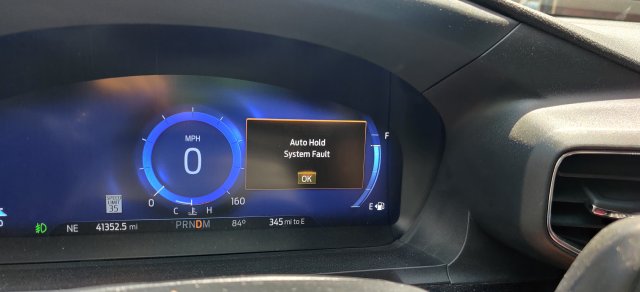 MPH
0
0 160
C H
Auto Hold
System Fault
OK
F
E
SPEED
LIMIT
35
NE 41352.5 mi PRNDM 84° 345 mi to E